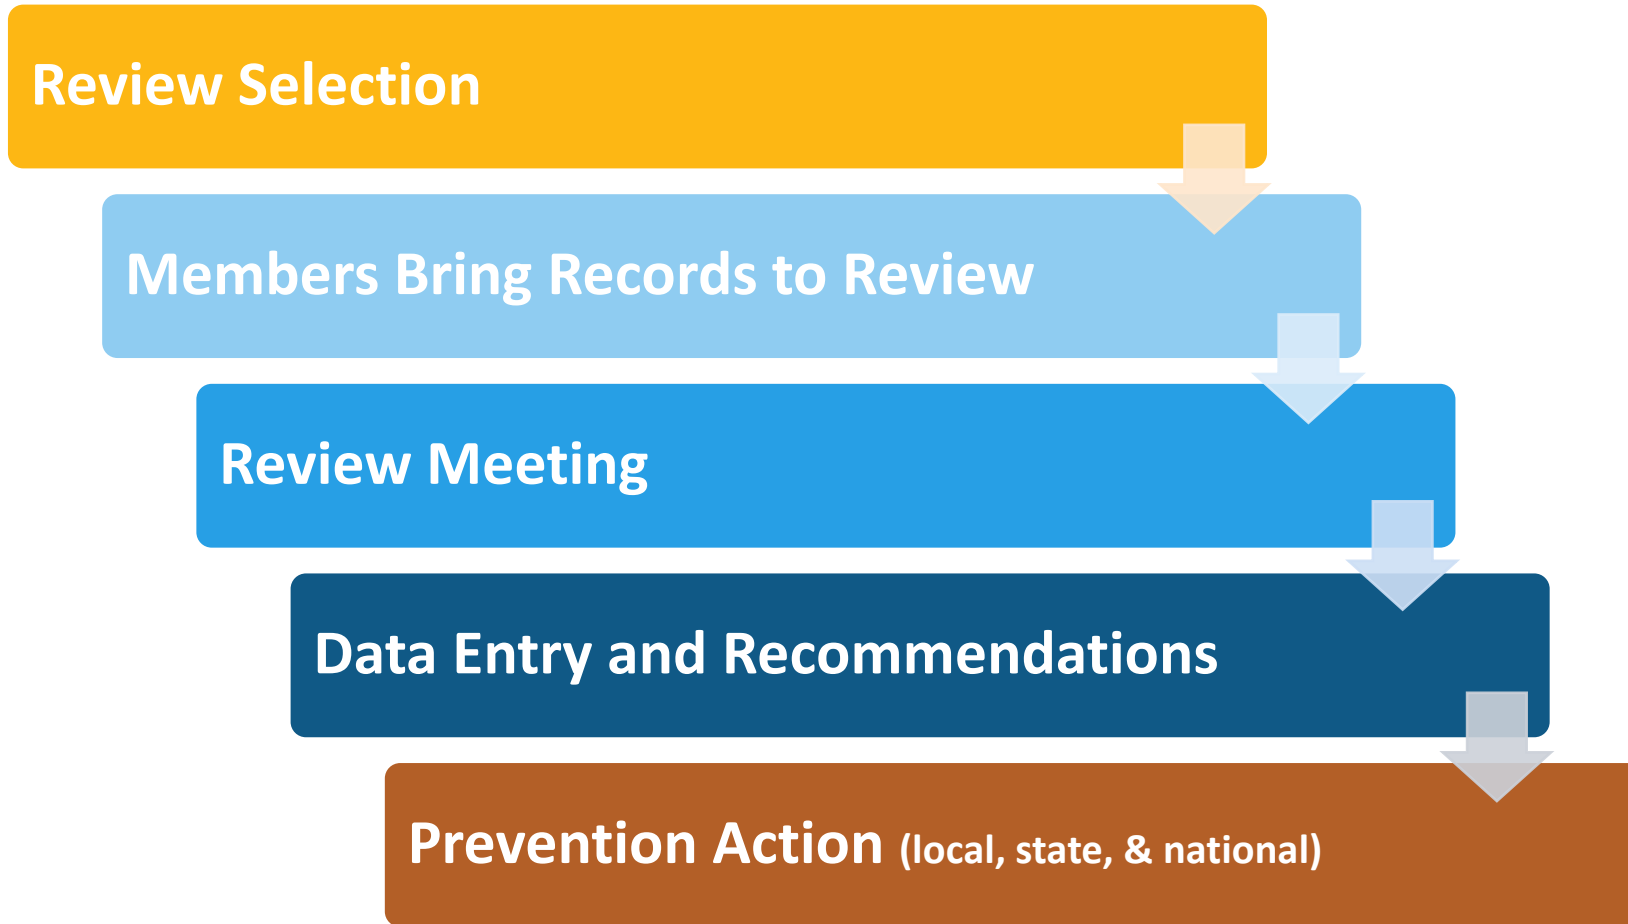 Review Selection
Members Bring Records to Review
Review Meeting
Data Entry and Recommendations
Prevention Action (local, state, & national)